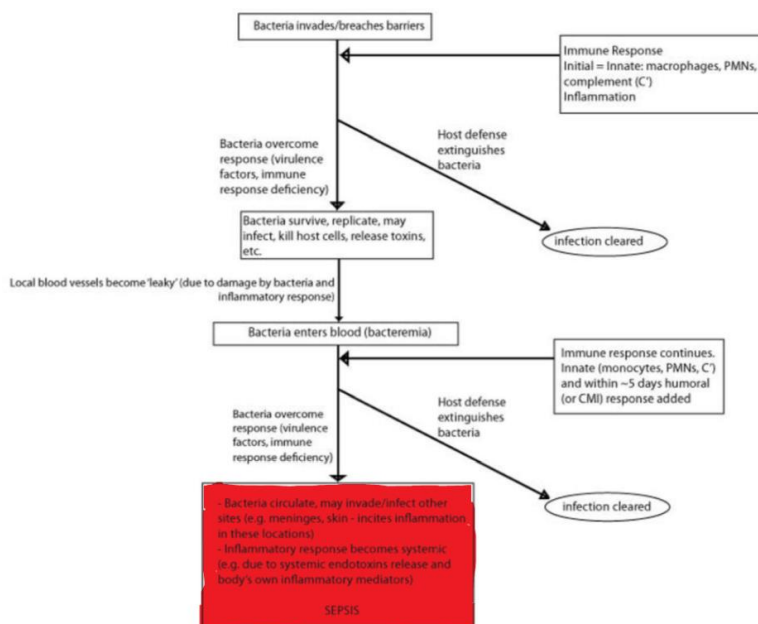 Bacteria invades/breaches barriers
Immune Response
Initial = Innate: macrophages, PMNs,
complement (C')
Inflammation
Bacteria overcome
response (virulence
factors, immune
response deficiency)
Host defense
extinguishes
bacteria
Bacteria survive, replicate, may
infect, kill host cells, release toxins,
etc.
infection cleared
Local blood vessels become 'leaky' (due to damage by bacteria and
inflammatory response)
Bacteria enters blood (bacteremia)
Immune response continues.
Innate (monocytes, PMNs, C')
and within ~5 days humoral
(or CMI) response added
Bacteria overcome
response (virulence
factors, immune
response deficiency)
Host defense
extinguishes
bacteria
- Bacteria circulate, may invade/infect other
sites (e.g. meninges, skin - incites inflammation
in these locations)
- Inflammatory response becomes systemic
(e.g. due to systemic endotoxins release and
body's own inflammatory mediators)
SEPSIS
infection cleared